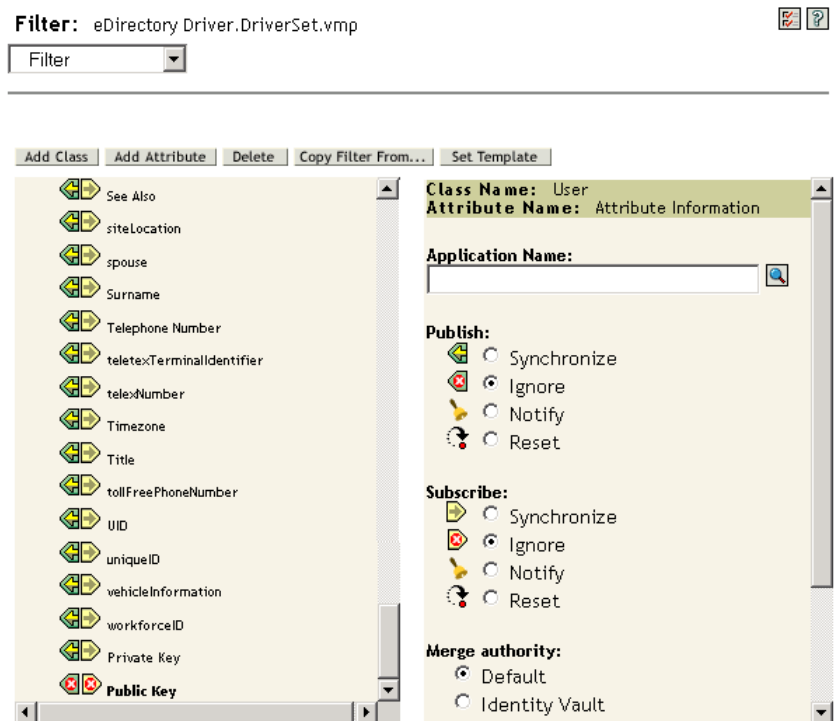 Filter: eDirectory Driver.DriverSet.vmp
Filter
Add Class Add Attribute Delete Copy Filter From... Set Template
See Also
siteLocation
spouse
Surname
Telephone Number
teletexTerminalIdentifier
telexNumber
Timezone
Title
tollFreePhoneNumber
UID
uniqueID
vehicleInformation
workforceID
Private Key
Public Key
Class Name: User
Attribute Name: Attribute Information
Application Name:
Publish:
Synchronize
Ignore
Notify
Reset
Subscribe:
Synchronize
Ignore
Notify
Reset
Merge authority:
Default
Identity Vault